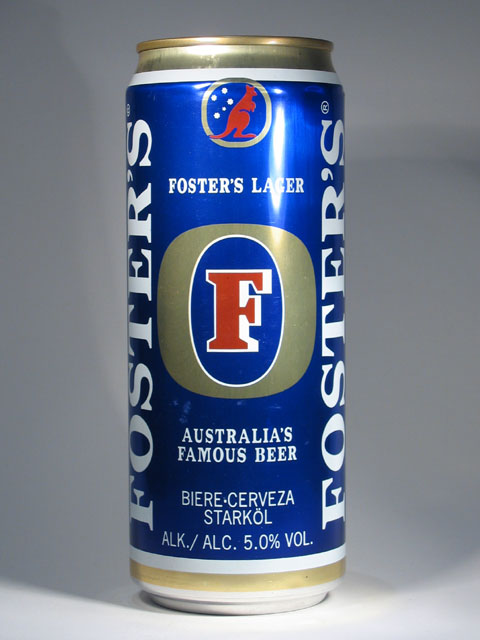 FOSTER'S LAGER
FOSTER'S®
F
FOSTER'S®
AUSTRALIA'S
FAMOUS BEER
BIERE·CERVEZA
STARKÖL
ALK./ ALC. 5.0% VOL.